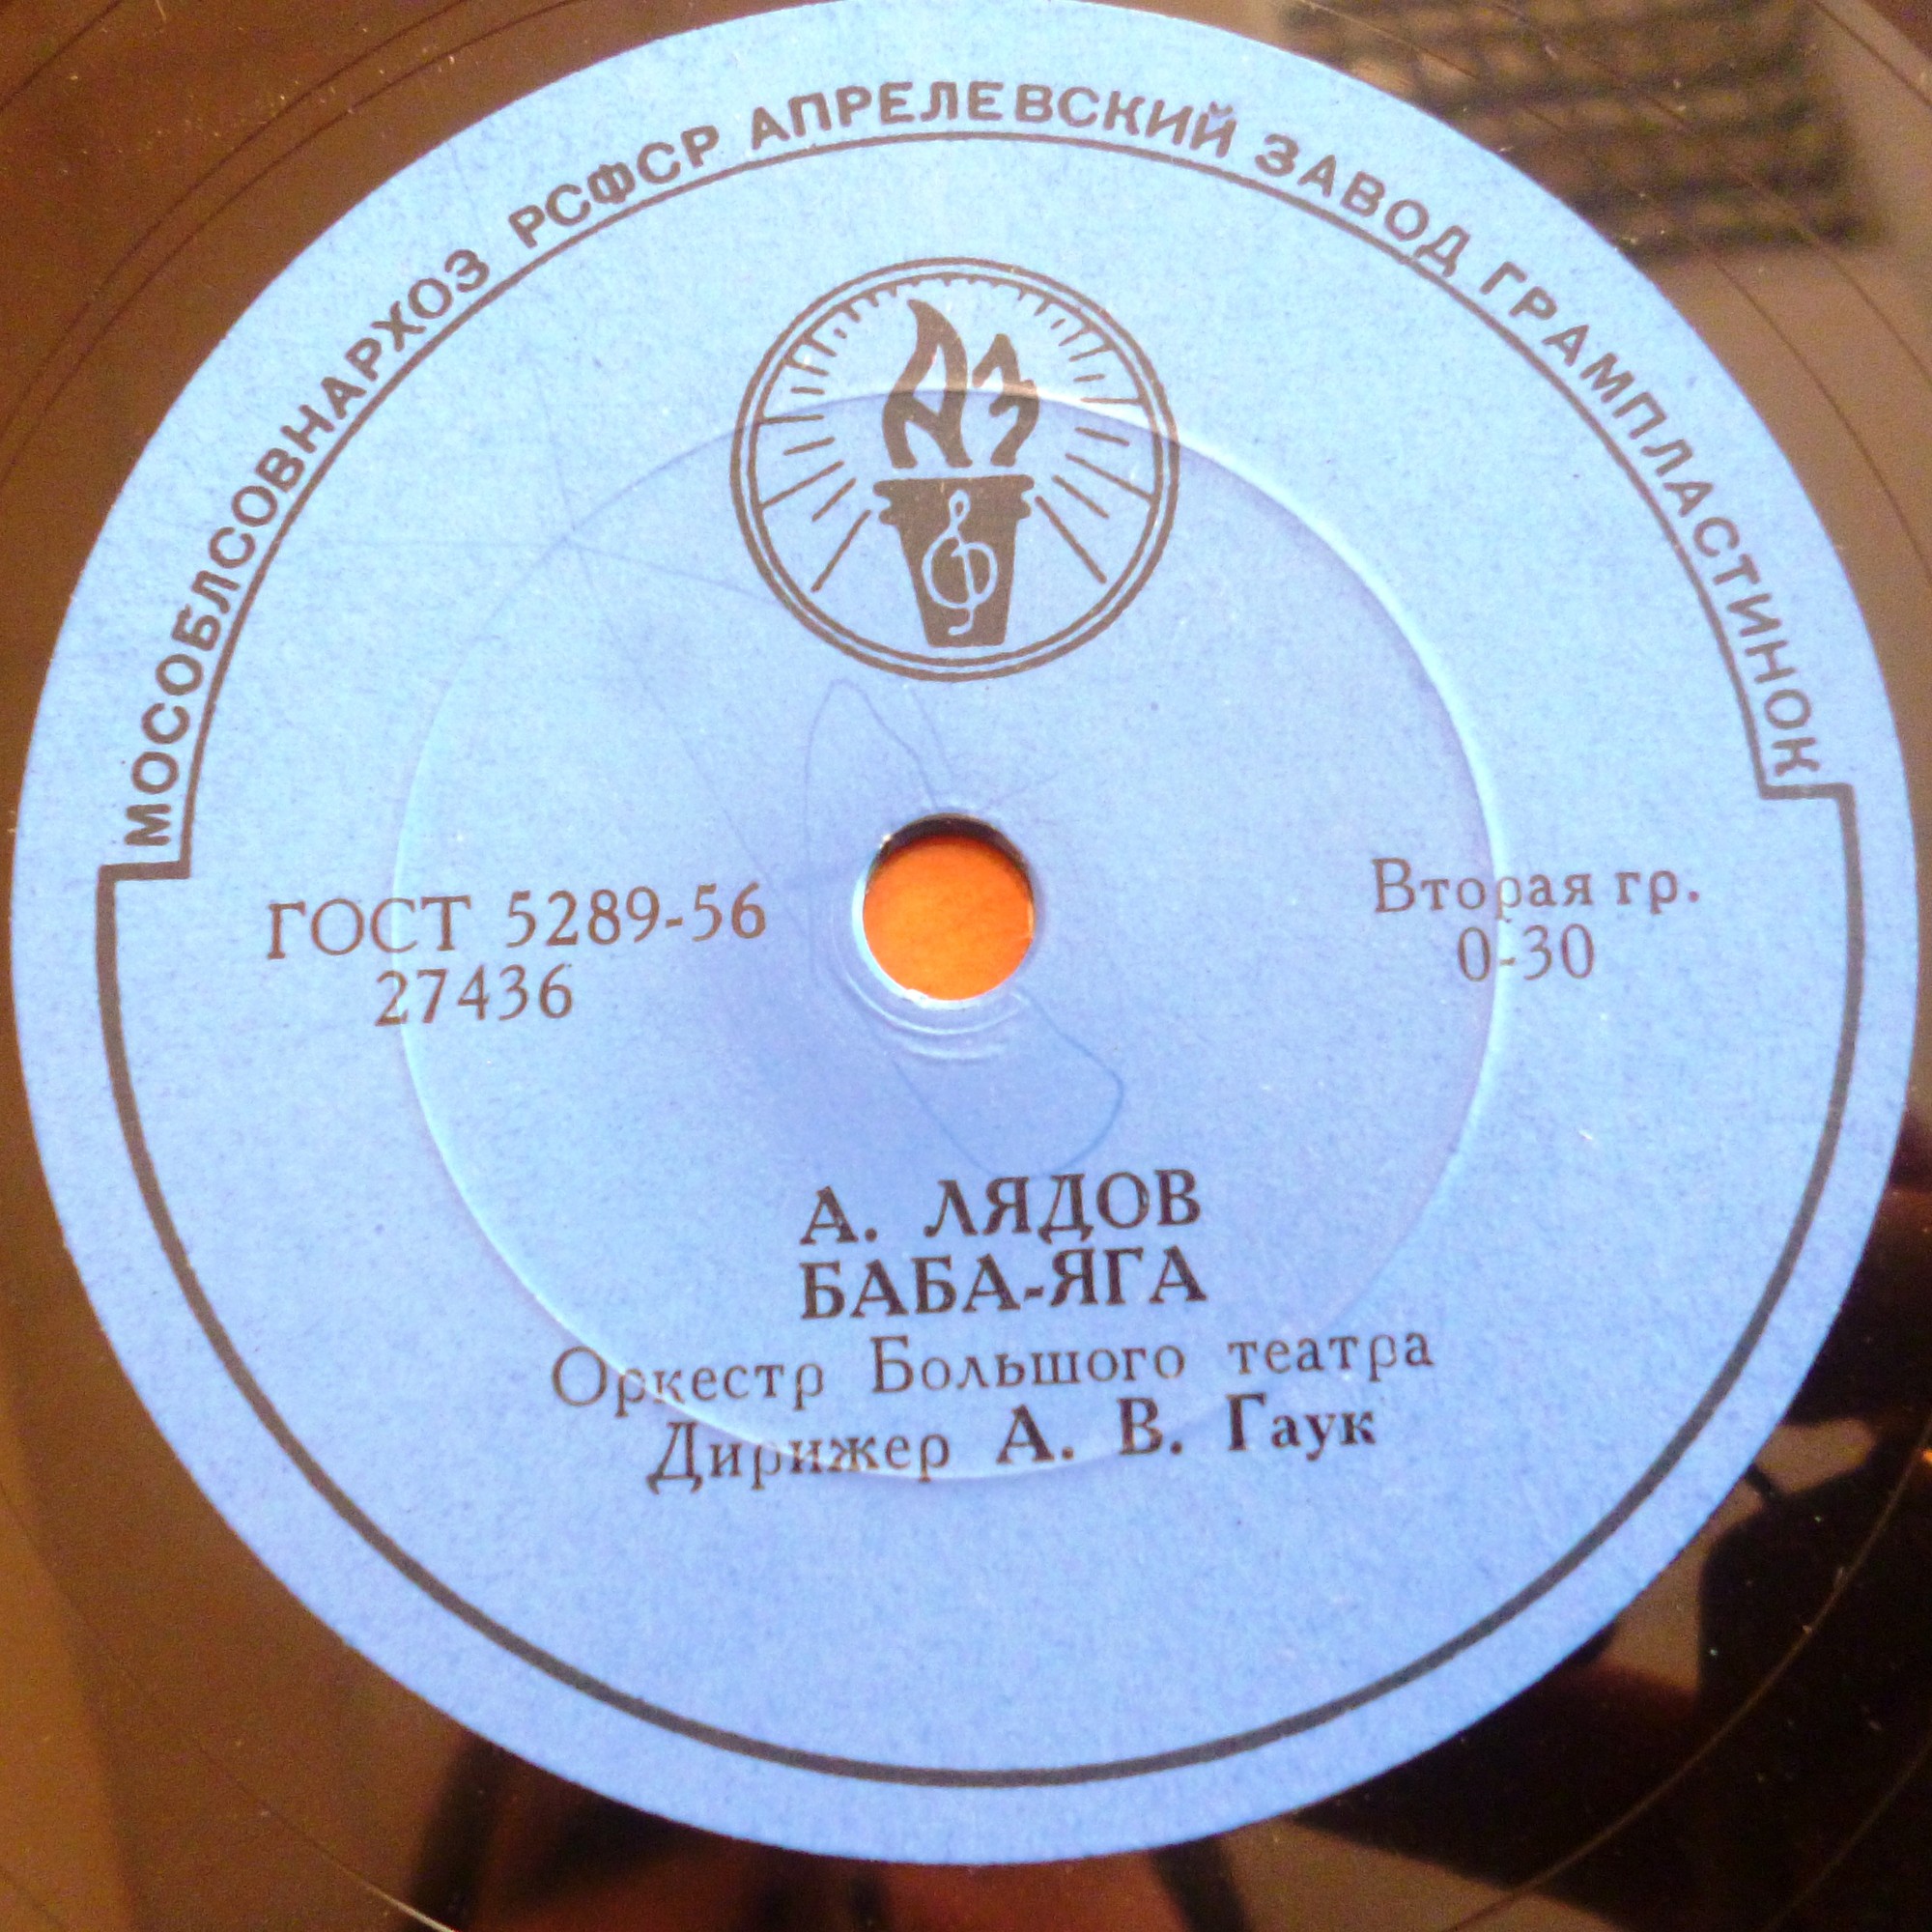 МОСОБЛСОВНАРХОЗ РСФСР АПРЕЛЕВСКИЙ ЗАВОД ГРАМПЛАСТИНОК
АЗ
ГОСТ 5289-56
27436
Вторая гр.
0-30
А. ЛЯДОВ
БАБА-ЯГА
Оркестр Большого театра
Дирижер А. В. Гаук